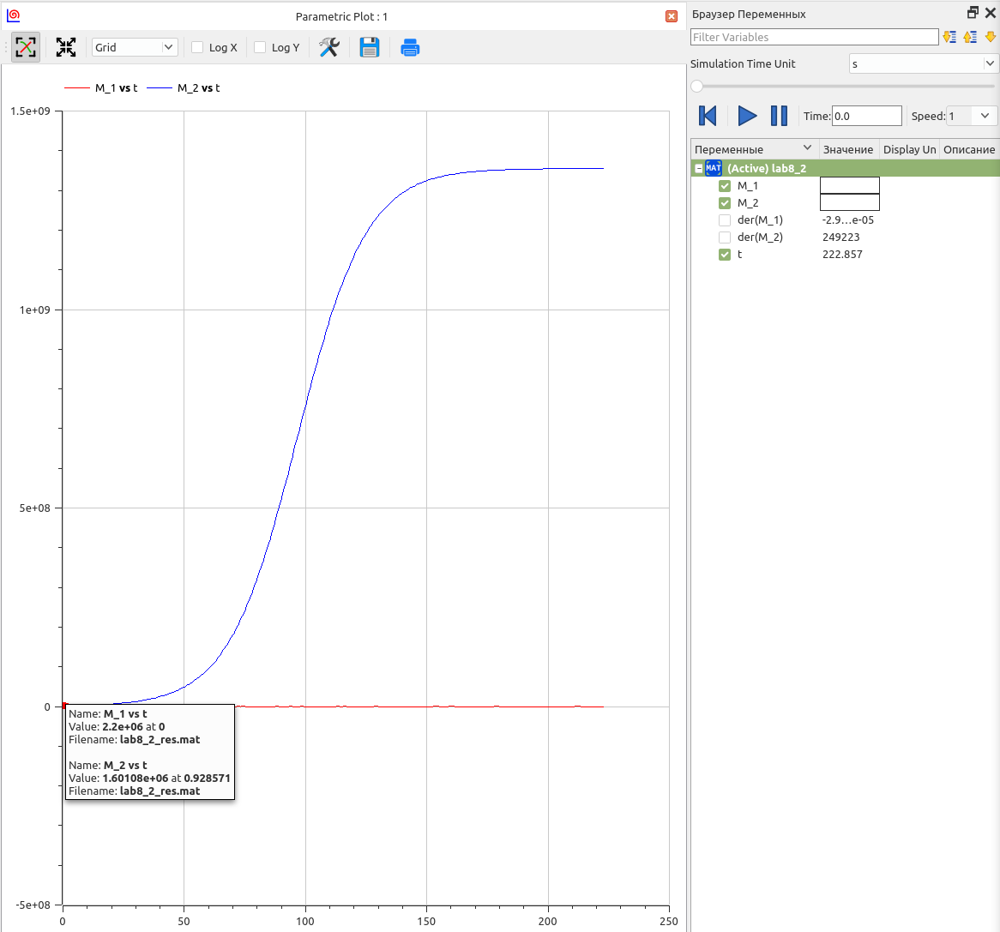 Parametric Plot : 1
Grid
Log X
Log Y
M_1 vs t
M_2 vs t
1.5e+09
1e+09
5e+08
0
-5e+08
0
50
100
150
200
250
Name: M_1 vs t
Value: 2.2e+06 at 0
Filename: lab8_2_res.mat
Name: M_2 vs t
Value: 1.60108e+06 at 0.928571
Filename: lab8_2_res.mat
Браузер Переменных
Filter Variables
Simulation Time Unit
s
Time: 0.0
Speed: 1
Переменные Значение Display Un Описание
MAT (Active) lab8_2
M_1
M_2
der(M_1) -2.9...e-05
der(M_2) 249223
t 222.857